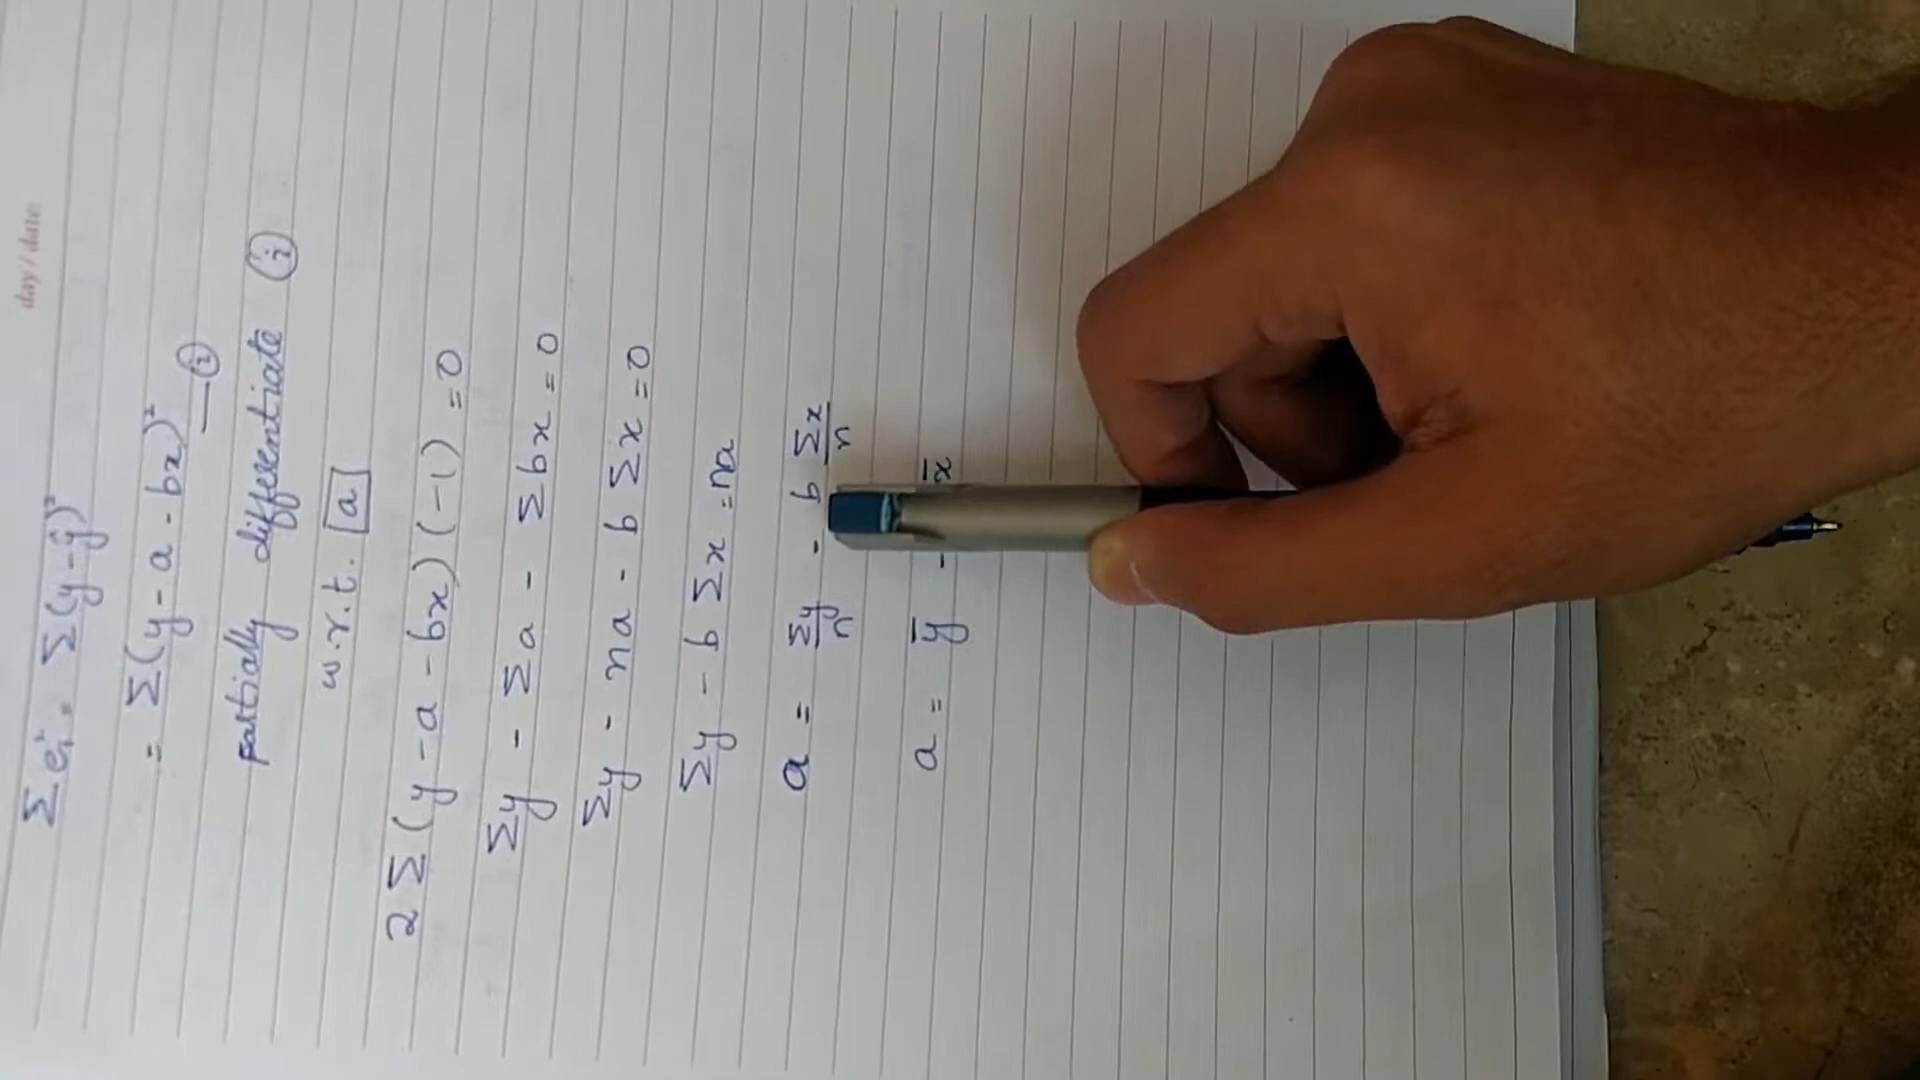 day/date:
Σeᵢ² = Σ(y-ŷ)²
= Σ(y-a-bx)² — (i)
partially differentiate (i)
w.r.t. a
2Σ(y-a-bx)(-1) = 0
Σy - Σa - Σbx = 0
Σy - na - bΣx = 0
Σy - bΣx = na
a = Σy/n - b Σx/n
a = y̅ - x̅